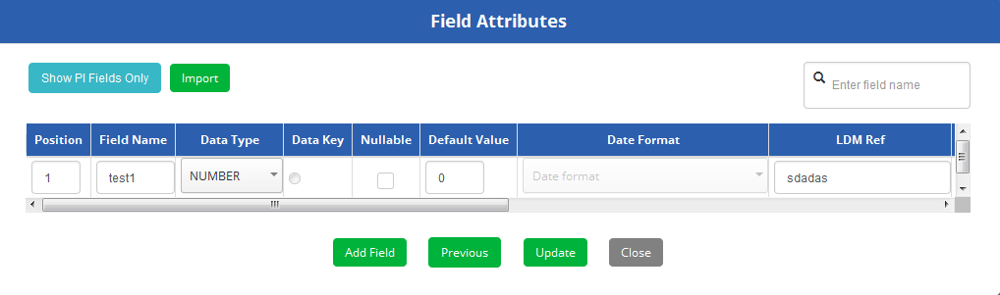 Field Attributes
Show PI Fields Only Import Enter field name
Position Field Name Data Type Data Key Nullable Default Value Date Format LDM Ref
1 test1 NUMBER 0 Date format sdadas
Add Field Previous Update Close